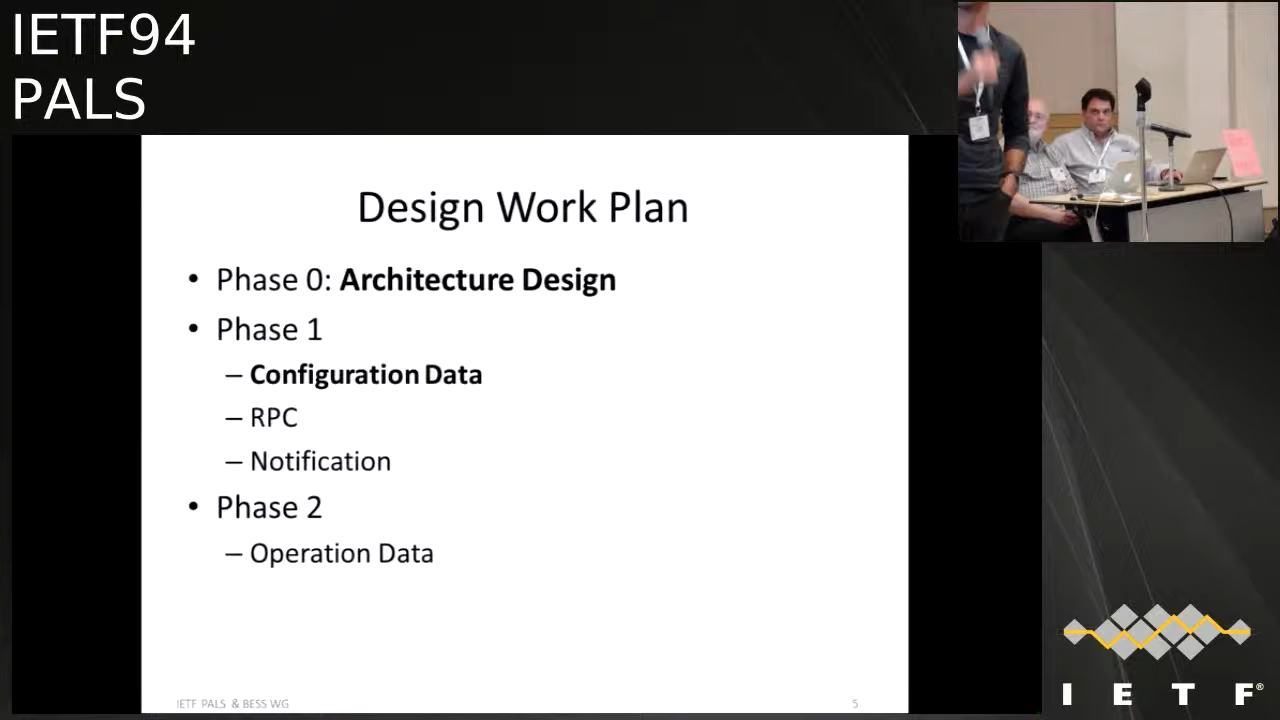 IETF94
PALS
Design Work Plan
• Phase 0: Architecture Design
• Phase 1
– Configuration Data
– RPC
– Notification
• Phase 2
– Operation Data
IETF PALS & BESS WG
5
I E T F®